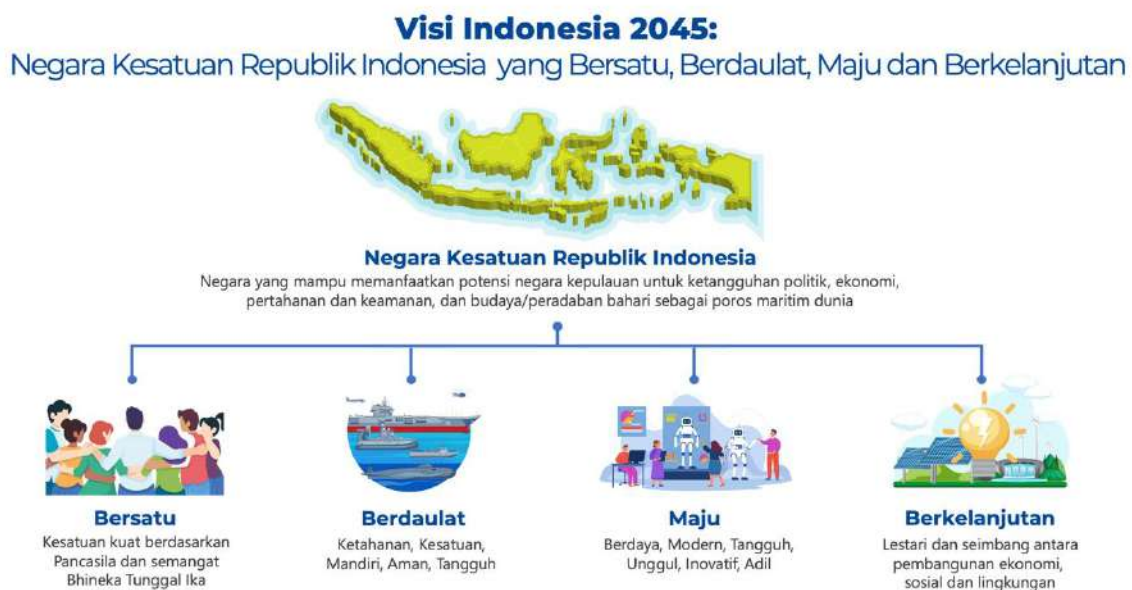 Visi Indonesia 2045:
Negara Kesatuan Republik Indonesia yang Bersatu, Berdaulat, Maju dan Berkelanjutan
Negara Kesatuan Republik Indonesia
Negara yang mampu memanfaatkan potensi negara kepulauan untuk ketangguhan politik, ekonomi,
pertahanan dan keamanan, dan budaya/peradaban bahari sebagai poros maritim dunia
Bersatu
Kesatuan kuat berdasarkan
Pancasila dan semangat
Bhineka Tunggal Ika
Berdaulat
Ketahanan, Kesatuan,
Mandiri, Aman, Tangguh
Maju
Berdaya, Modern, Tangguh,
Unggul, Inovatif, Adil
Berkelanjutan
Lestari dan seimbang antara
pembangunan ekonomi,
sosial dan lingkungan